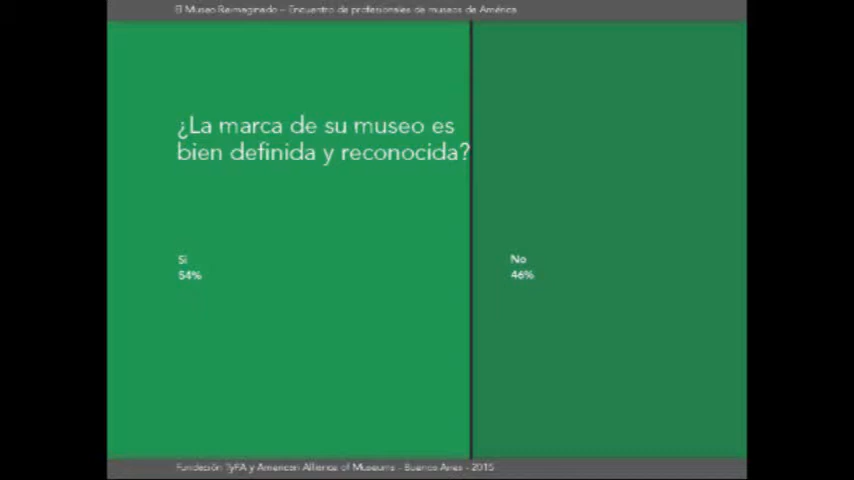 El Museo Reimaginado – Encuentro de profesionales de museos de América
¿La marca de su museo es
bien definida y reconocida?
Si
54%
No
46%
Fundación TyPA y American Alliance of Museums - Buenos Aires - 2015